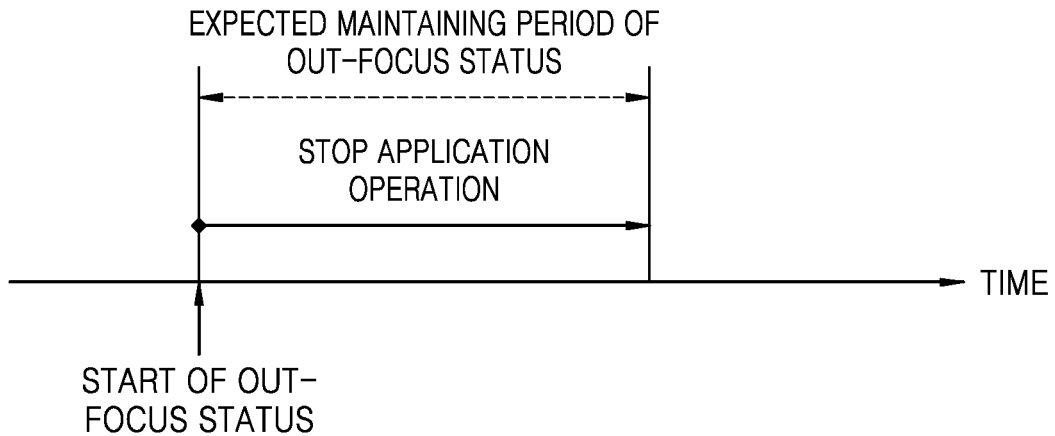 EXPECTED MAINTAINING PERIOD OF
OUT-FOCUS STATUS
STOP APPLICATION
OPERATION
TIME
START OF OUT-
FOCUS STATUS